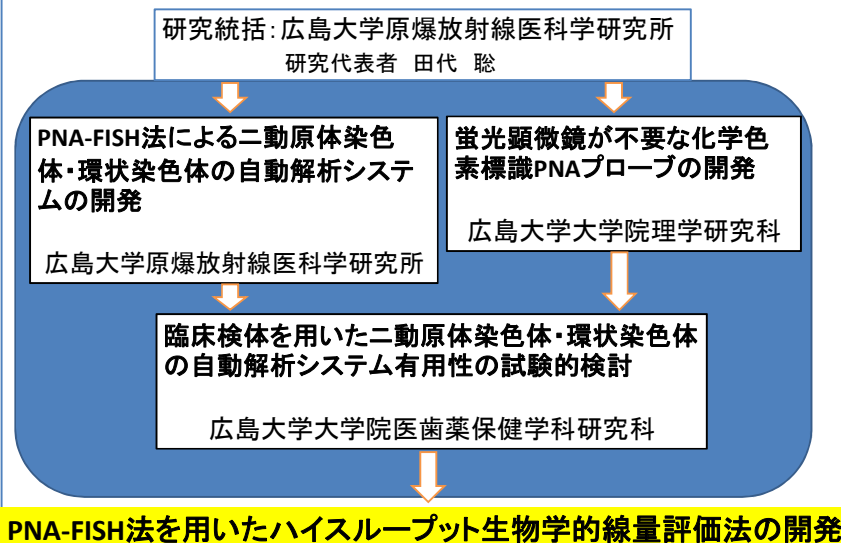 研究統括:広島大学原爆放射線医科学研究所
研究代表者 田代 聡
PNA-FISH法による二動原体染色
体・環状染色体の自動解析システ
ムの開発
広島大学原爆放射線医科学研究所
蛍光顕微鏡が不要な化学色
素標識PNAプローブの開発
広島大学大学院理学研究科
臨床検体を用いた二動原体染色体・環状染色体
の自動解析システム有用性の試験的検討
広島大学大学院医歯薬保健学科研究科
PNA-FISH法を用いたハイスループット生物学的線量評価法の開発